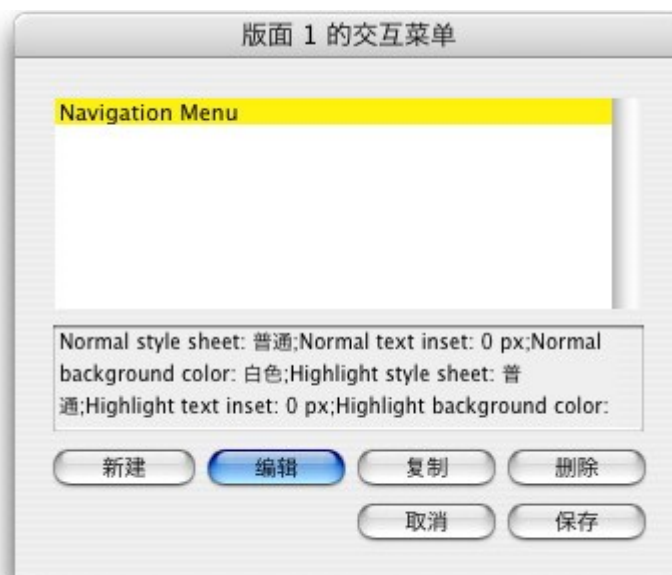 版面 1 的交互菜单
Navigation Menu
Normal style sheet: 普通;Normal text inset: 0 px;Normal
background color: 白色;Highlight style sheet: 普
通;Highlight text inset: 0 px;Highlight background color:
新建 编辑 复制 删除
取消 保存